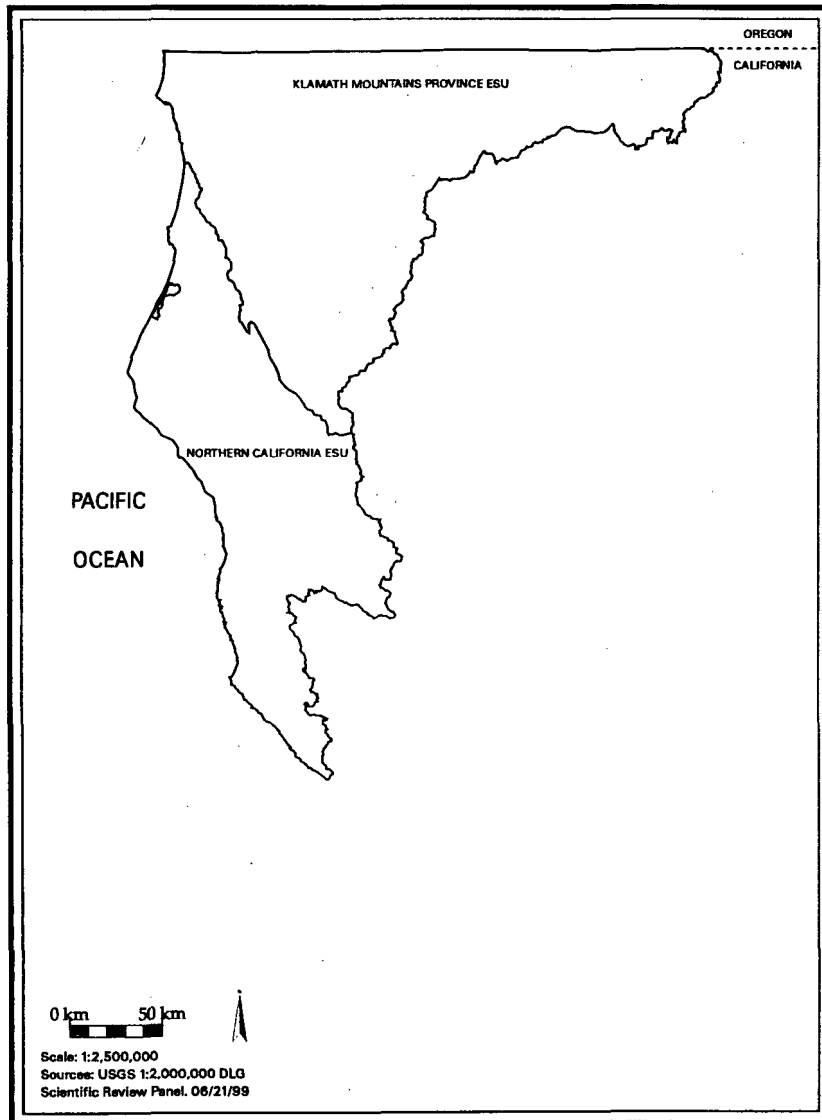 OREGON
CALIFORNIA
KLAMATH MOUNTAINS PROVINCE ESU
NORTHERN CALIFORNIA ESU
PACIFIC
OCEAN
0 km 50 km
Scale: 1:2,500,000
Sources: USGS 1:2,000,000 DLG
Scientific Review Panel. 06/21/99